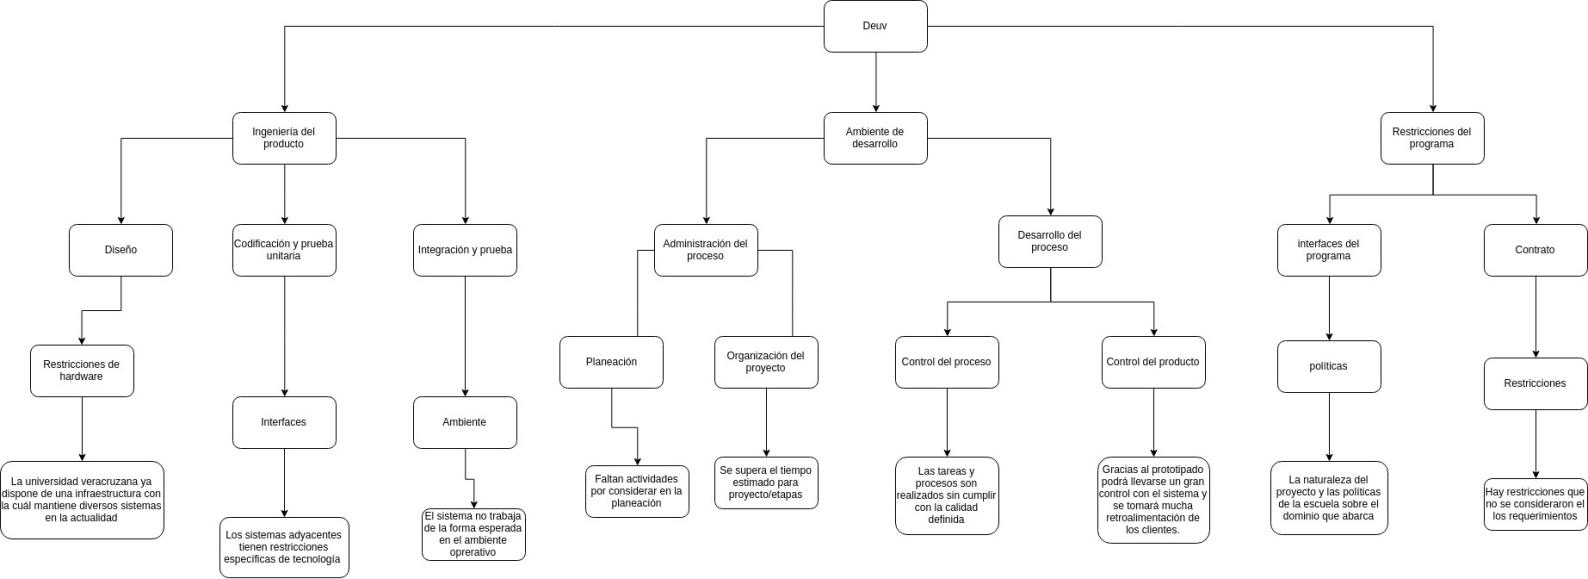 Deuv
Ingeniería del
producto
Ambiente de
desarrollo
Restricciones del
programa
Diseño
Codificación y prueba
unitaria
Integración y prueba
Administración del
proceso
Desarrollo del
proceso
interfaces del
programa
Contrato
Restricciones de
hardware
Interfaces
Ambiente
Planeación
Organización del
proyecto
Control del proceso
Control del producto
políticas
Restricciones
La universidad veracruzana ya
dispone de una infraestructura con
la cuál mantiene diversos sistemas
en la actualidad
Los sistemas adyacentes
tienen restricciones
específicas de tecnología
El sistema no trabaja
de la forma esperada
en el ambiente
oprerativo
Faltan actividades
por considerar en la
planeación
Se supera el tiempo
estimado para
proyecto/etapas
Las tareas y
procesos son
realizados sin cumplir
con la calidad
definida
Gracias al prototipado
podrá llevarse un gran
control con el sistema y
se tomará mucha
retroalimentación de
los clientes.
La naturaleza del
proyecto y las políticas
de la escuela sobre el
dominio que abarca
Hay restricciones que
no se consideraron el
los requerimientos